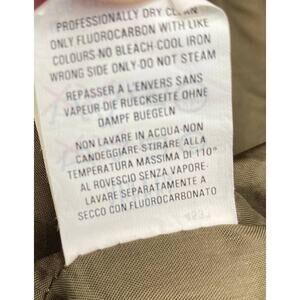 PROFESSIONALLY DRY CLEAN
ONLY FLUOROCARBON WITH LIKE
COLOURS-NO BLEACH-COOL IRON
WRONG SIDE ONLY-DO NOT STEAM
REPASSER A L'ENVERS SANS
VAPEUR-DIE RUECKSEITE OHNE
DAMPF BUEGELN
NON LAVARE IN ACQUA-NON
CANDEGGIARE-STIRARE ALLA
TEMPERATURA MASSIMA DI 110°
AL ROVESCIO SENZA VAPORE-
LAVARE SEPARATAMENTE A
SECCO CON FLUOROCARBONATO